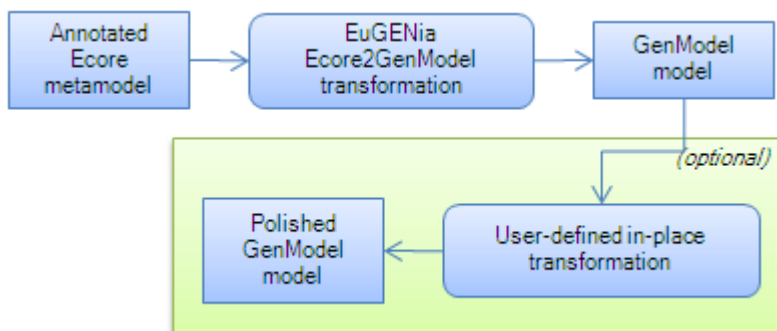 Annotated
Ecore
metamodel
EuGENia
Ecore2GenModel
transformation
GenModel
model
(optional)
Polished
GenModel
model
User-defined in-place
transformation